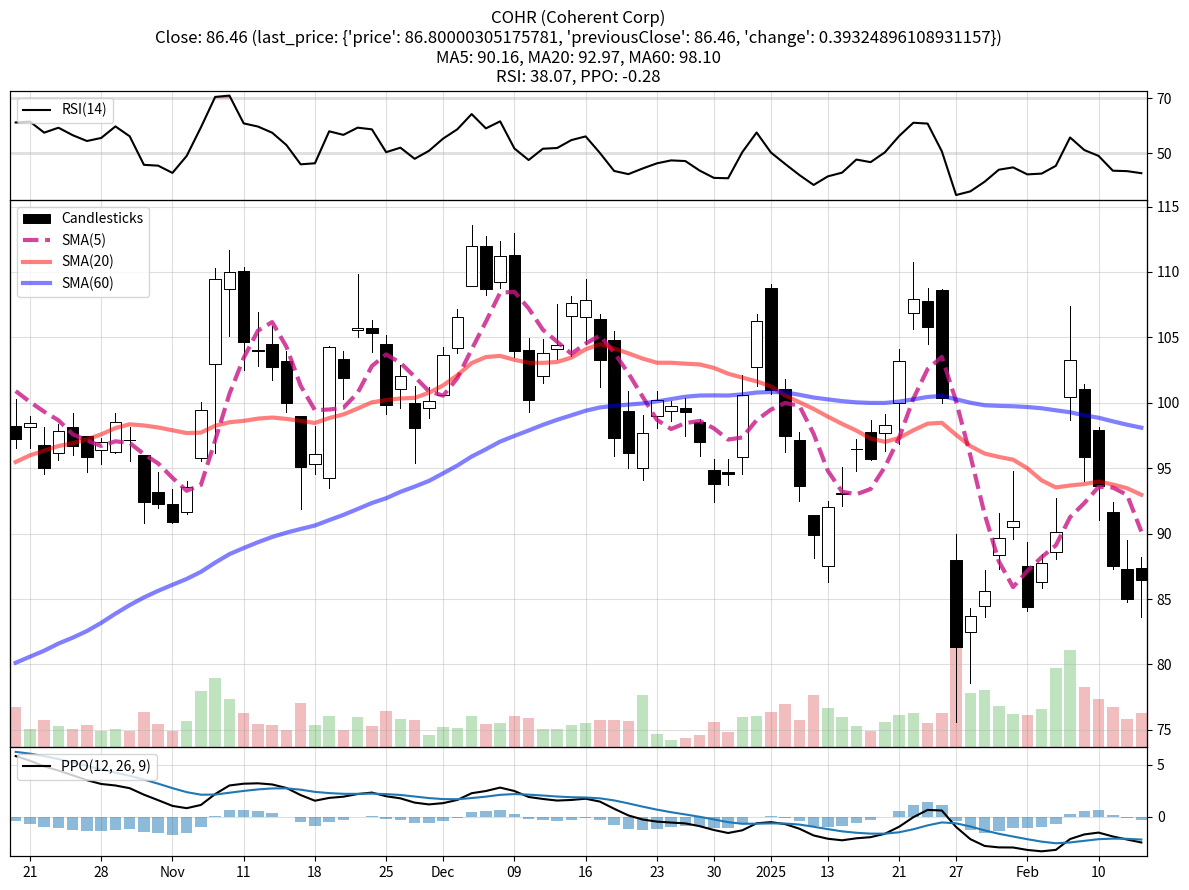 COHR (Coherent Corp)
Close: 86.46 (last_price: {'price': 86.80000305175781, 'previousClose': 86.46, 'change': 0.39324896108931157})
MA5: 90.16, MA20: 92.97, MA60: 98.10
RSI: 38.07, PPO: -0.28
RSI(14)
70
50
Candlesticks
SMA(5)
SMA(20)
SMA(60)
115
110
105
100
95
90
85
80
75
PPO(12, 26, 9)
5
0
21 28 Nov 11 18 25 Dec 09 16 23 30 2025 13 21 27 Feb 10